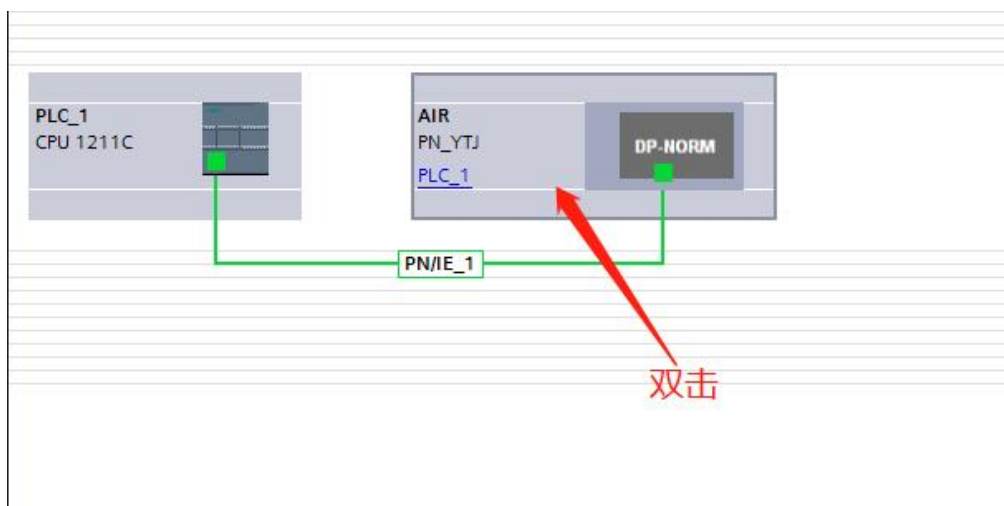 PLC_1
CPU 1211C
AIR
PN_YTJ
PLC_1
DP-NORM
PN/IE_1
双击